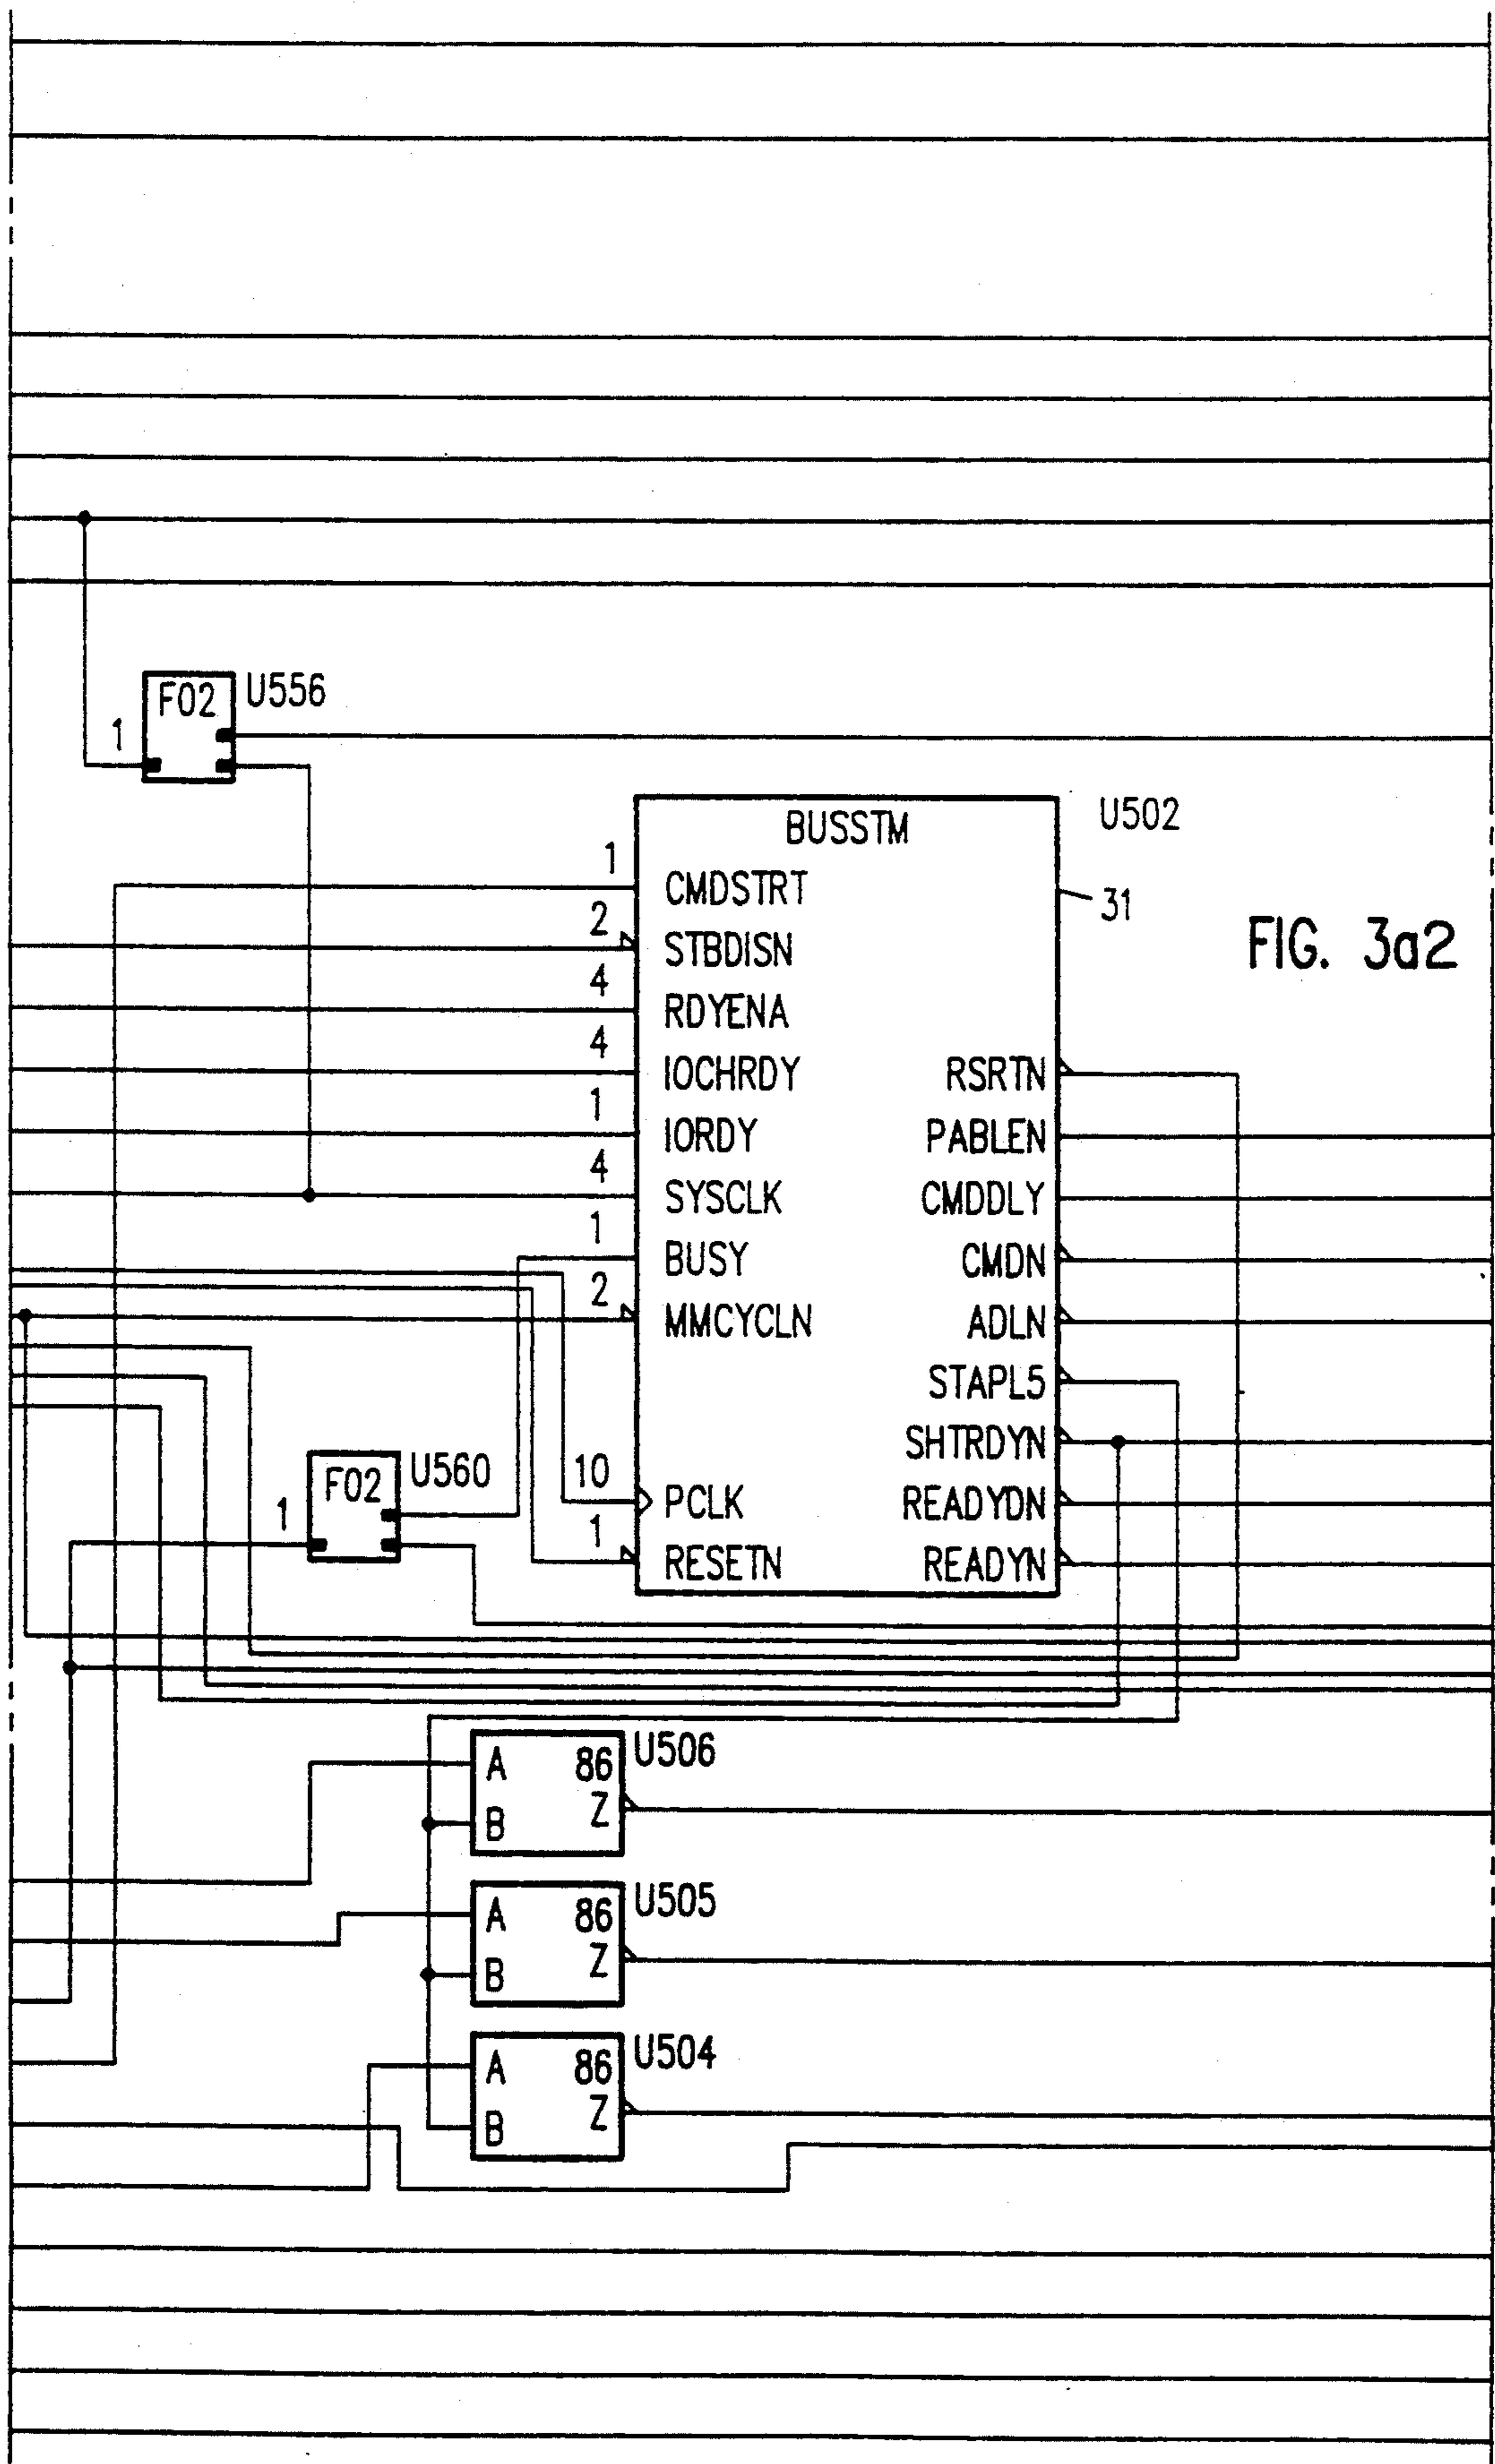 F02 U556
1
BUSSTM U502
1
CMDSTRT 31
FIG. 3a2
2
STBDISN
4
RDYENA
4
IOCHRDY RSRTN
1
IORDY PABLEN
4
SYSCLK CMDDLY
1
BUSY CMDN
2
MMCYCLN ADLN
STAPL5
SHTRDYN
F02 U560
1
10
PCLK READYDN
1
RESETN READYN
A 86 U506
B Z
A 86 U505
B Z
A 86 U504
B Z